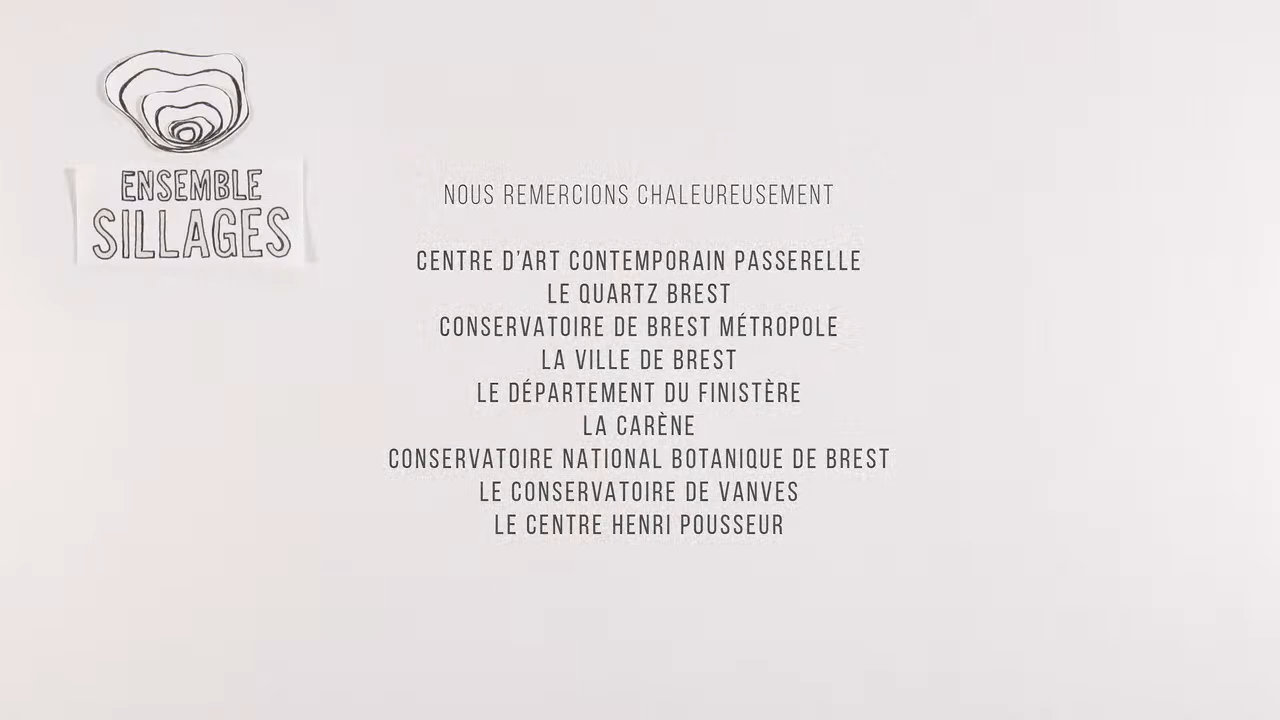 ENSEMBLE
SILLAGES
NOUS REMERCIONS CHALEUREUSEMENT
CENTRE D'ART CONTEMPORAIN PASSERELLE
LE QUARTZ BREST
CONSERVATOIRE DE BREST MÉTROPOLE
LA VILLE DE BREST
LE DÉPARTEMENT DU FINISTÈRE
LA CARÈNE
CONSERVATOIRE NATIONAL BOTANIQUE DE BREST
LE CONSERVATOIRE DE VANVES
LE CENTRE HENRI POUSSEUR